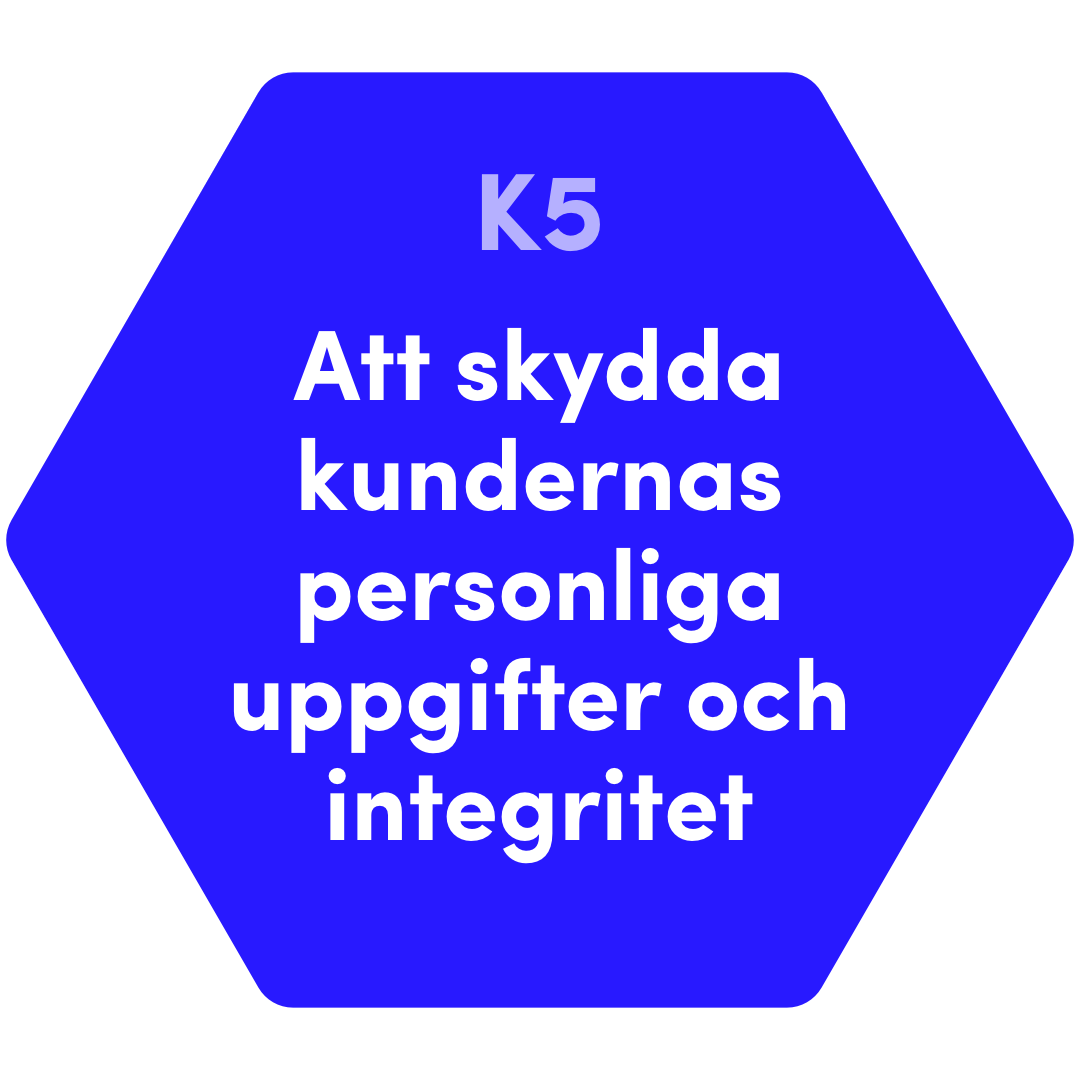 K5
Att skydda
kundernas
personliga
uppgifter och
integritet